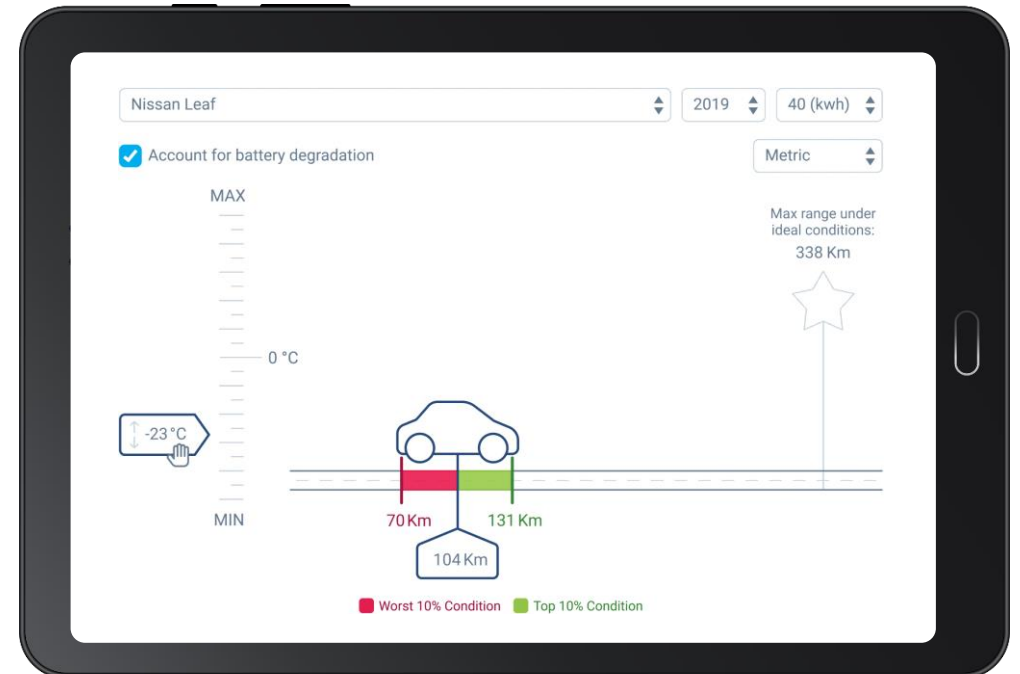 Nissan Leaf
2019
40 (kwh)
Account for battery degradation
Metric
MAX
Max range under
ideal conditions:
338 Km
0 °C
-23 °C
MIN
70 Km
131 Km
104 Km
Worst 10% Condition
Top 10% Condition